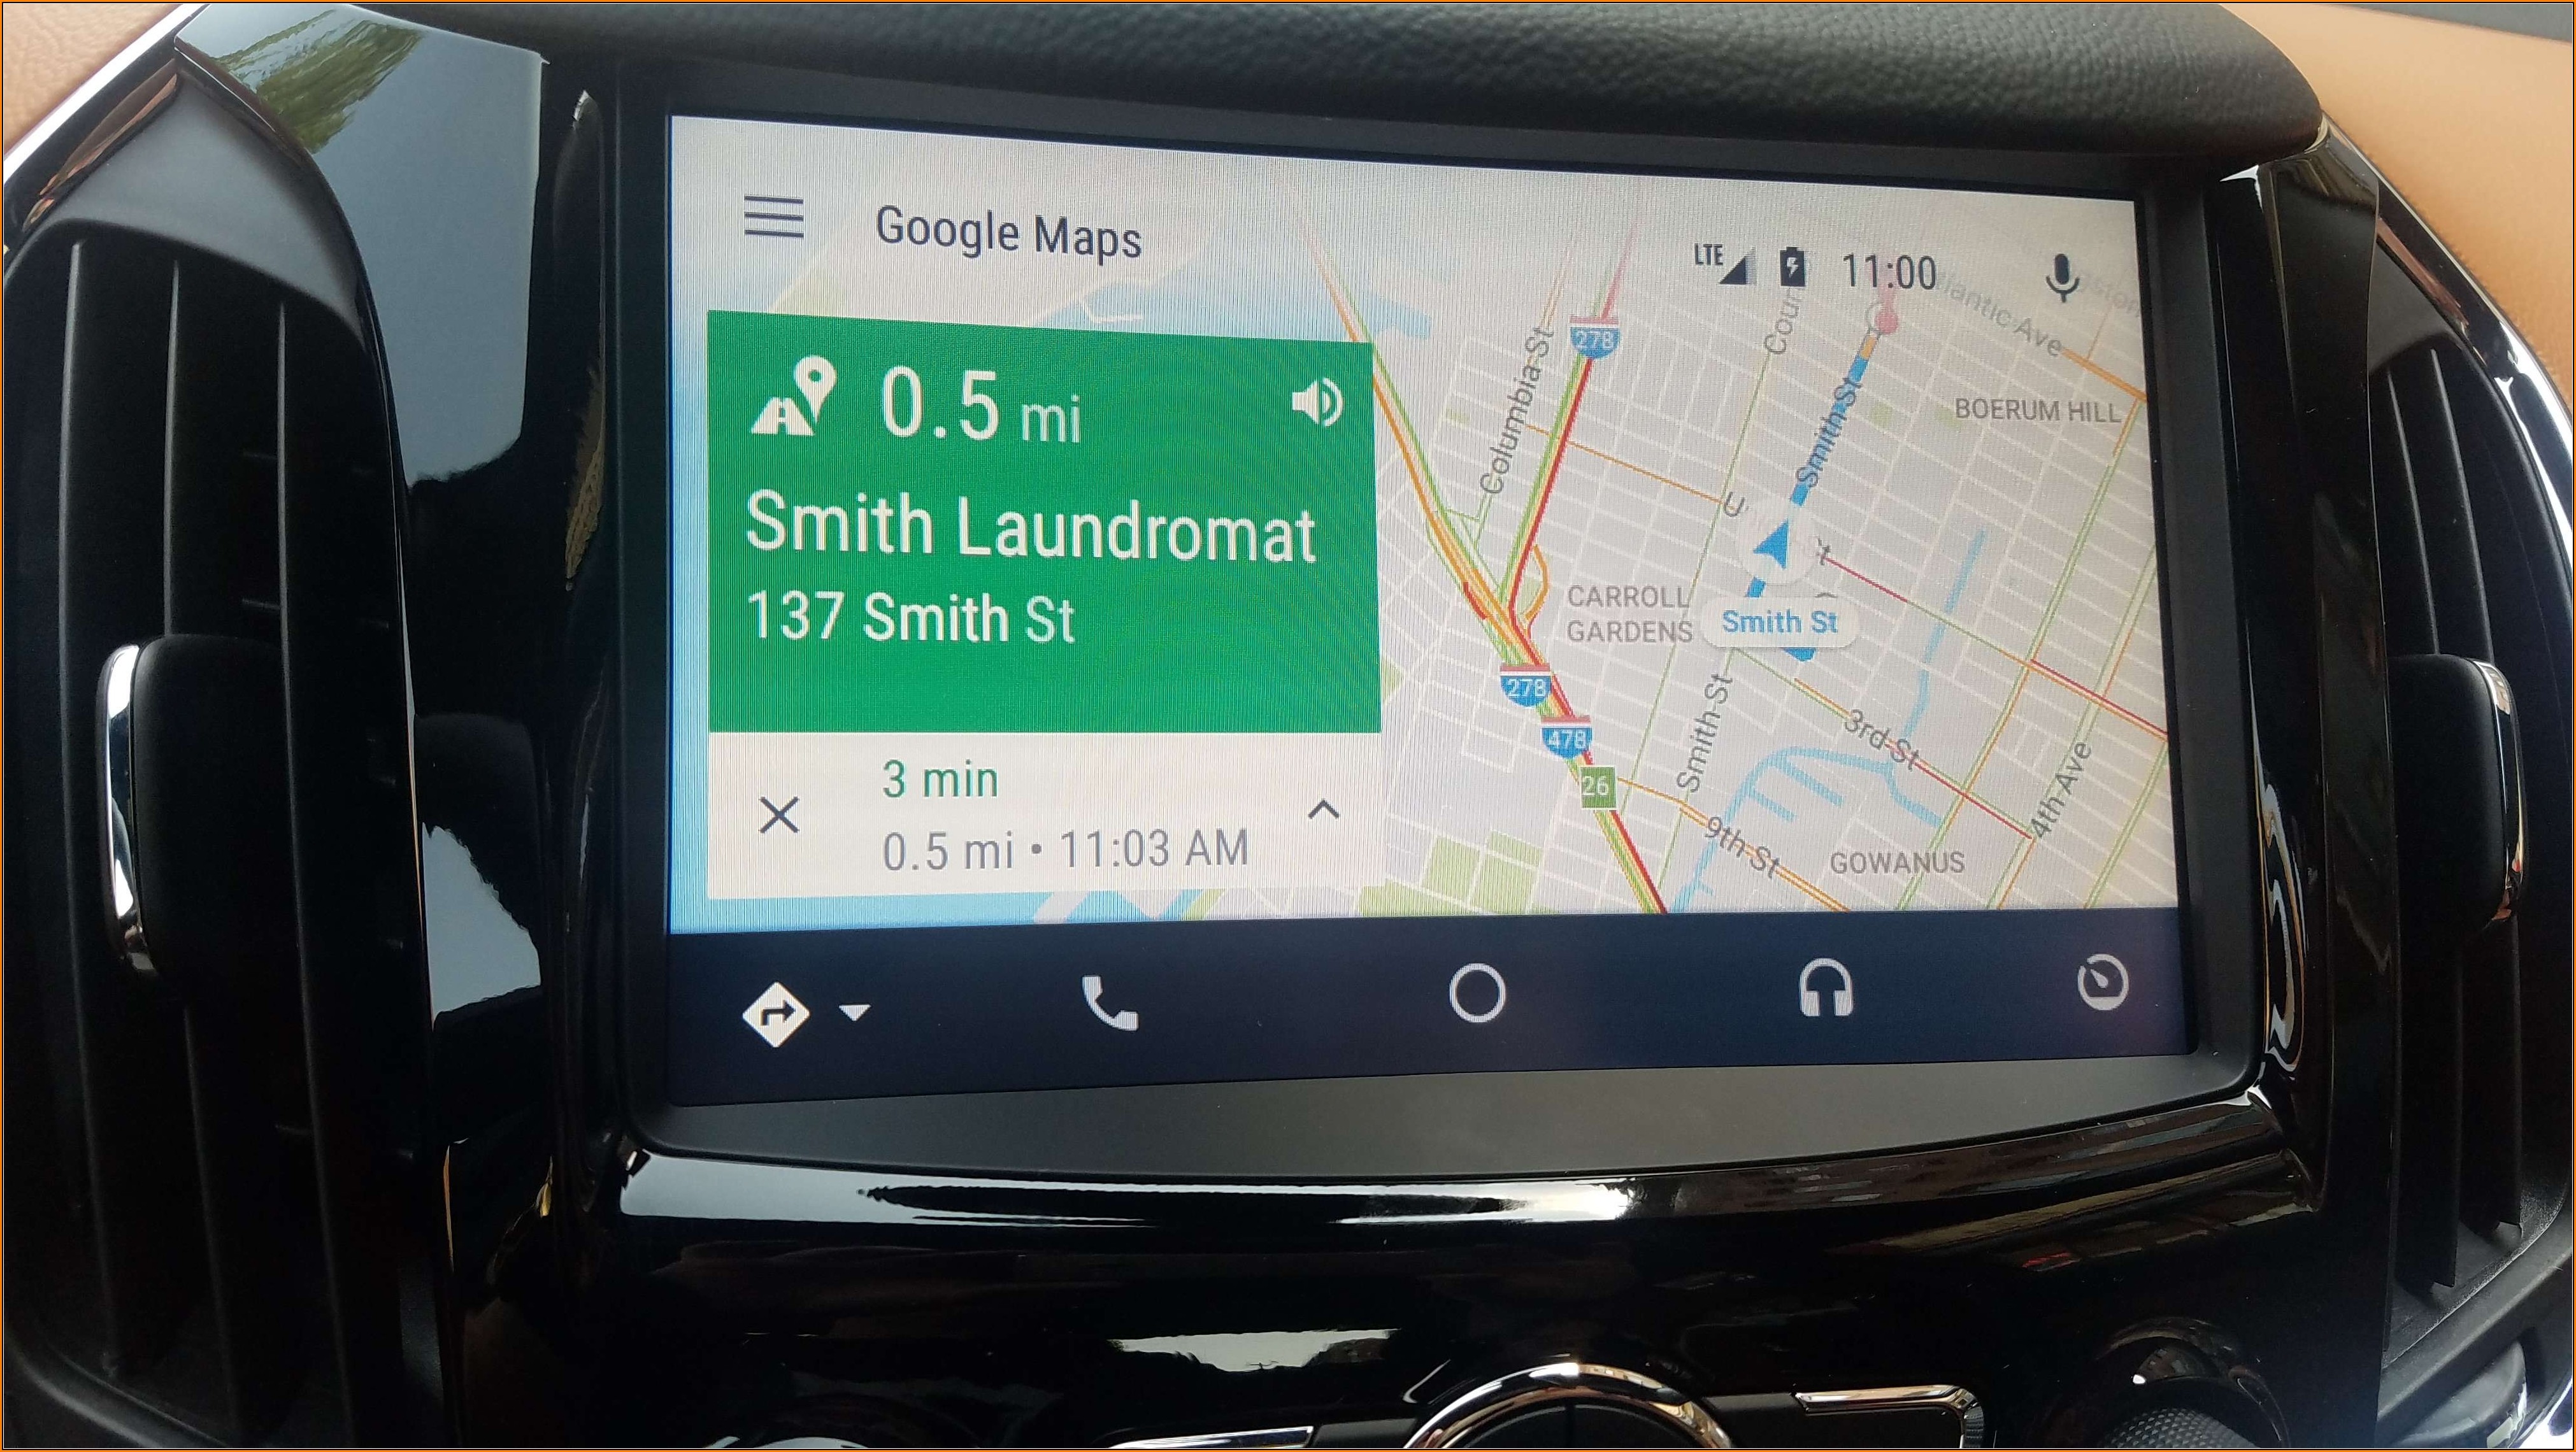 Google Maps
LTE
11:00
0.5 mi
Smith Laundromat
137 Smith St
3 min
0.5 mi • 11:03 AM
278
Columbia St
Smith St
BOERUM HILL
CARROLL
GARDENS
Smith St
278
478
26
Smith St
3rd St
4th Ave
9th St
GOWANUS